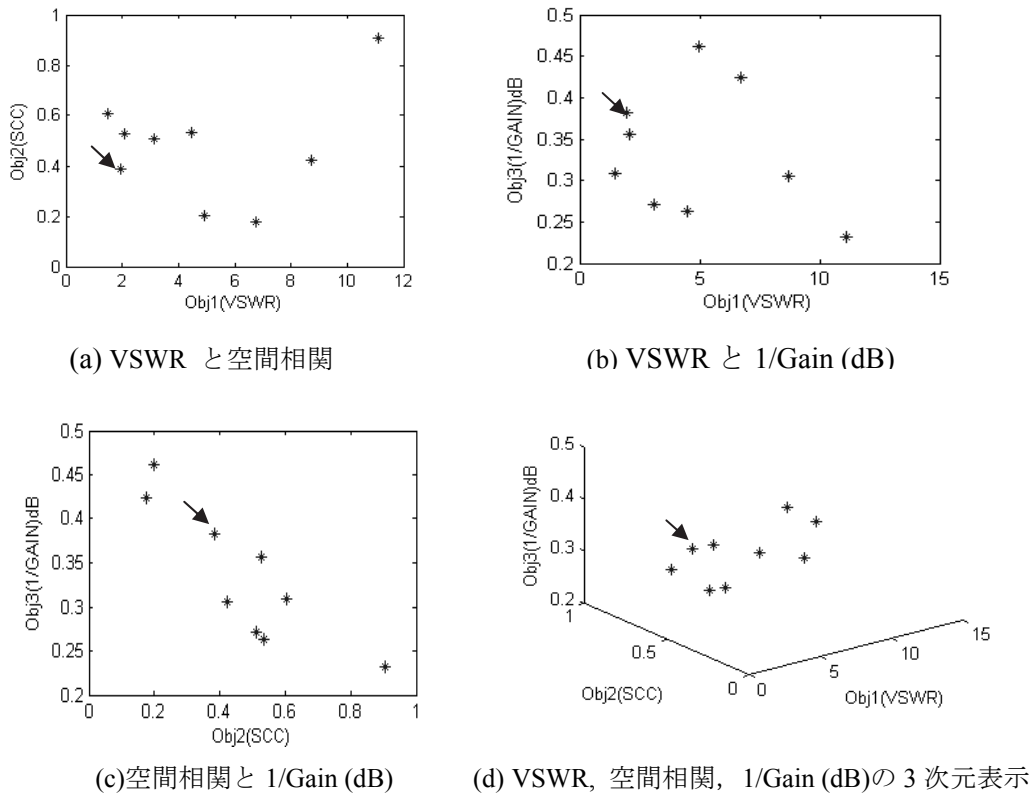 1
0.8
0.6
0.4
0.2
0
Obj2(SCC)
0 2 4 6 8 10 12
Obj1(VSWR)
(a) VSWR と空間相関
0.5
0.45
0.4
0.35
0.3
0.25
0.2
Obj3(1/GAIN)dB
0 5 10 15
Obj1(VSWR)
(b) VSWR と 1/Gain (dB)
0.5
0.45
0.4
0.35
0.3
0.25
0.2
Obj3(1/GAIN)dB
0 0.2 0.4 0.6 0.8 1
Obj2(SCC)
(c)空間相関と 1/Gain (dB)
0.5
0.4
0.3
0.2
Obj3(1/GAIN)dB
1
0.5
0
Obj2(SCC)
0
5
10
15
Obj1(VSWR)
(d) VSWR, 空間相関, 1/Gain (dB)の 3 次元表示